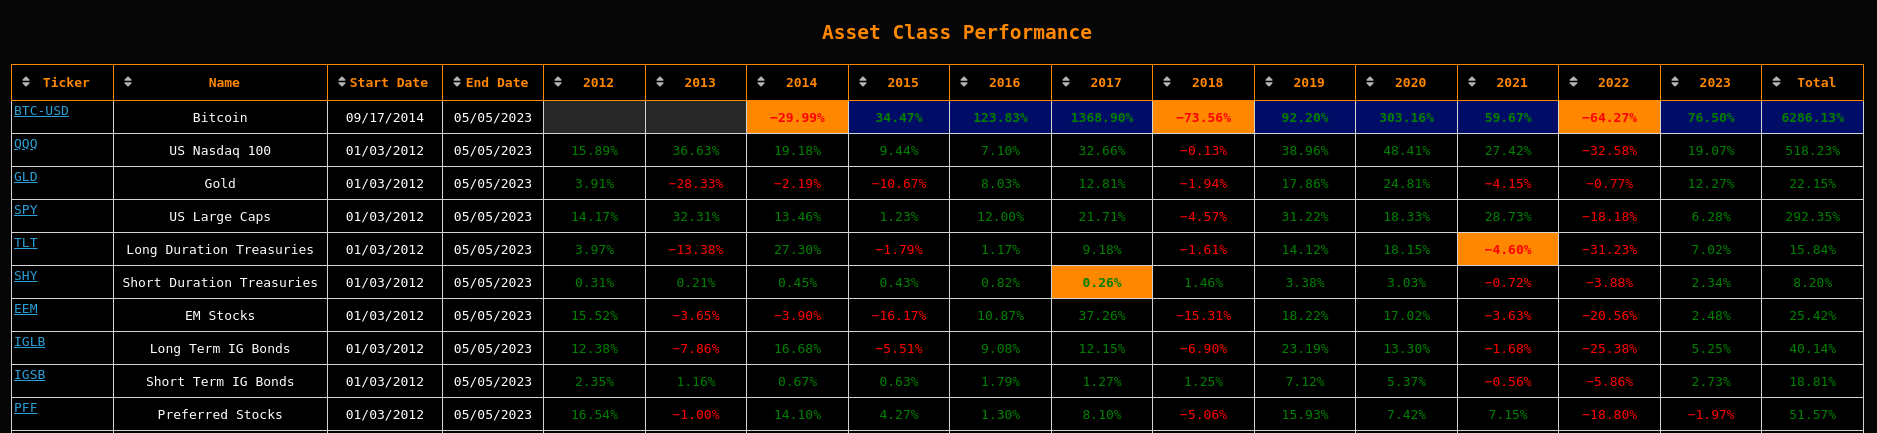 Asset Class Performance
Ticker Name Start Date End Date 2012 2013 2014 2015 2016 2017 2018 2019 2020 2021 2022 2023 Total
BTC-USD Bitcoin 09/17/2014 05/05/2023 −29.99% 34.47% 123.83% 1368.90% −73.56% 92.20% 303.16% 59.67% −64.27% 76.50% 6286.13%
QQQ US Nasdaq 100 01/03/2012 05/05/2023 15.89% 36.63% 19.18% 9.44% 7.10% 32.66% −0.13% 38.96% 48.41% 27.42% −32.58% 19.07% 518.23%
GLD Gold 01/03/2012 05/05/2023 3.91% −28.33% −2.19% −10.67% 8.03% 12.81% −1.94% 17.86% 24.81% −4.15% −0.77% 12.27% 22.15%
SPY US Large Caps 01/03/2012 05/05/2023 14.17% 32.31% 13.46% 1.23% 12.00% 21.71% −4.57% 31.22% 18.33% 28.73% −18.18% 6.28% 292.35%
TLT Long Duration Treasuries 01/03/2012 05/05/2023 3.97% −13.38% 27.30% −1.79% 1.17% 9.18% −1.61% 14.12% 18.15% −4.60% −31.23% 7.02% 15.84%
SHY Short Duration Treasuries 01/03/2012 05/05/2023 0.31% 0.21% 0.45% 0.43% 0.82% 0.26% 1.46% 3.38% 3.03% −0.72% −3.88% 2.34% 8.20%
EEM EM Stocks 01/03/2012 05/05/2023 15.52% −3.65% −3.90% −16.17% 10.87% 37.26% −15.31% 18.22% 17.02% −3.63% −20.56% 2.48% 25.42%
IGLB Long Term IG Bonds 01/03/2012 05/05/2023 12.38% −7.86% 16.68% −5.51% 9.08% 12.15% −6.90% 23.19% 13.30% −1.68% −25.38% 5.25% 40.14%
IGSB Short Term IG Bonds 01/03/2012 05/05/2023 2.35% 1.16% 0.67% 0.63% 1.79% 1.27% 1.25% 7.12% 5.37% −0.56% −5.86% 2.73% 18.81%
PFF Preferred Stocks 01/03/2012 05/05/2023 16.54% −1.00% 14.10% 4.27% 1.30% 8.10% −5.06% 15.93% 7.42% 7.15% −18.80% −1.97% 51.57%